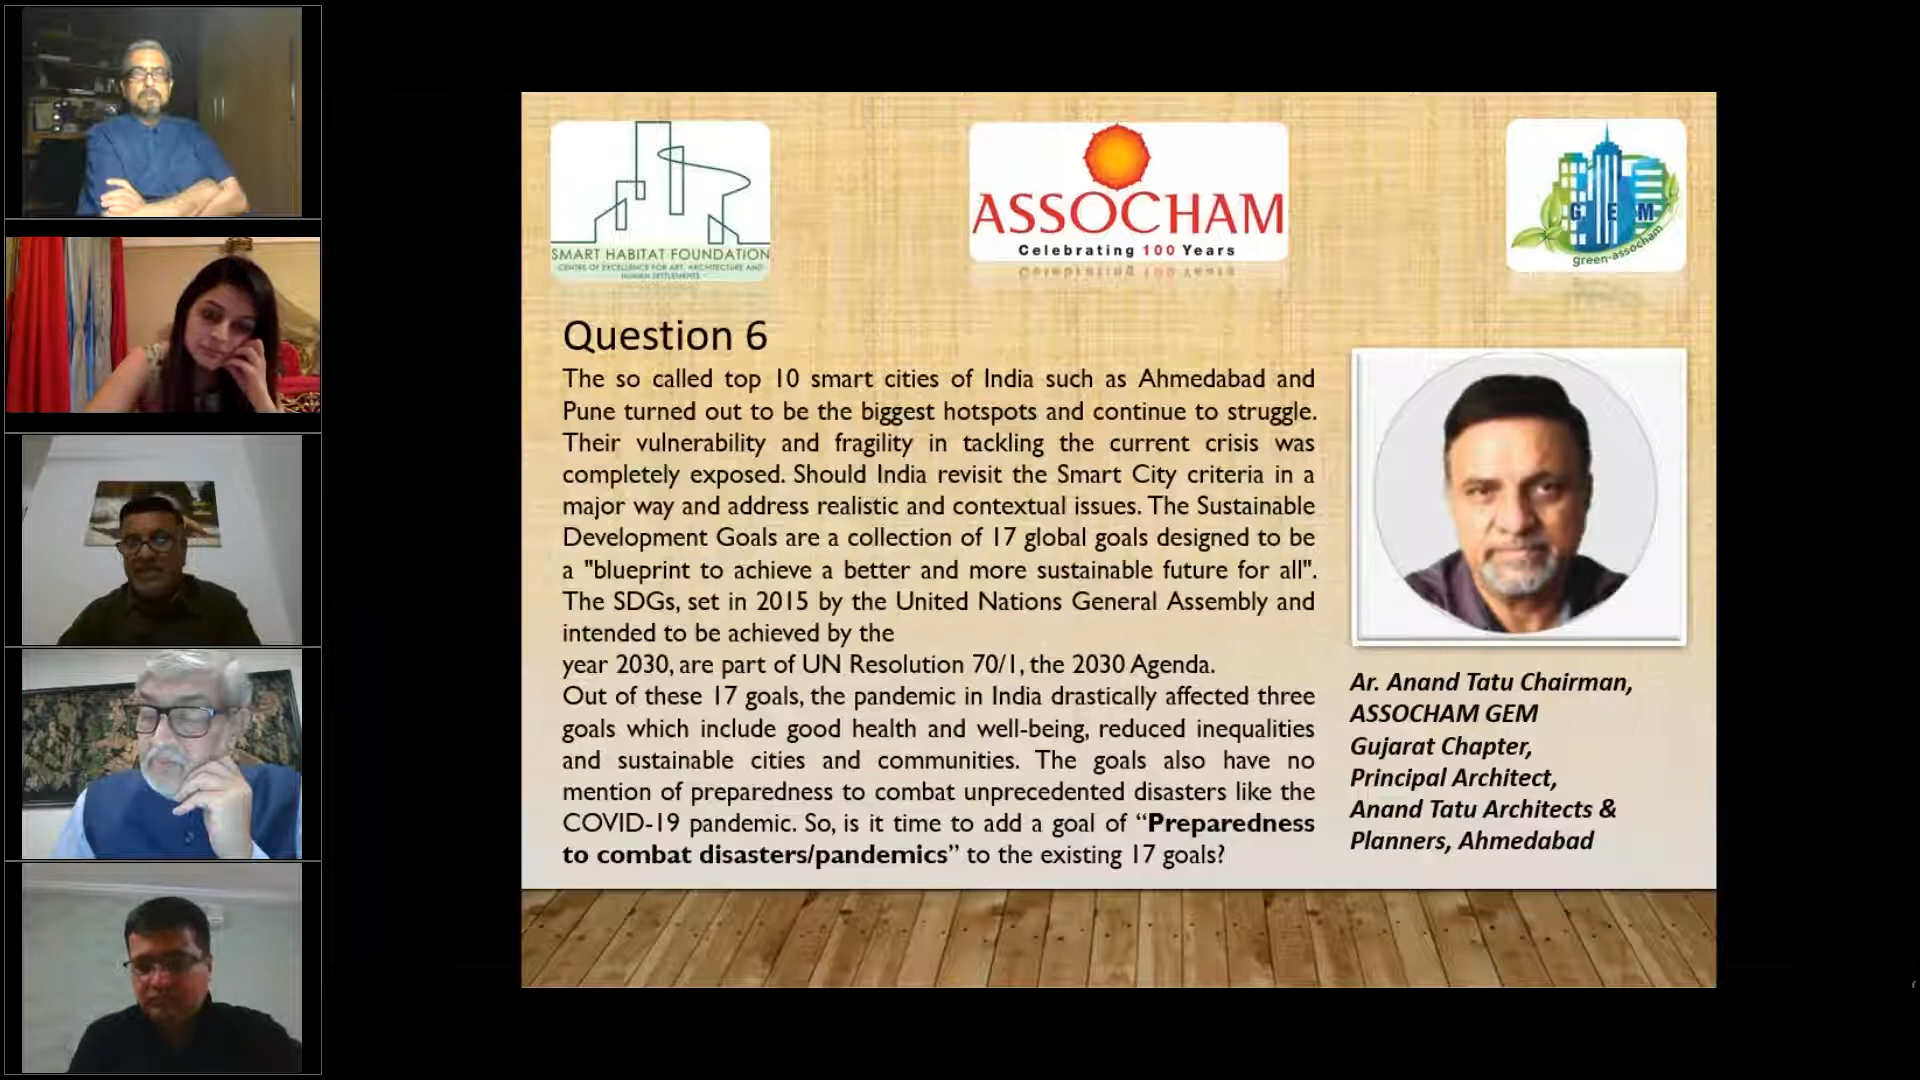 SMART HABITAT FOUNDATION
CENTRE OF EXCELLENCE FOR ART, ARCHITECTURE AND
HUMAN SETTLEMENTS
ASSOCHAM
Celebrating 100 Years
G E M
green-assocham
Question 6
The so called top 10 smart cities of India such as Ahmedabad and
Pune turned out to be the biggest hotspots and continue to struggle.
Their vulnerability and fragility in tackling the current crisis was
completely exposed. Should India revisit the Smart City criteria in a
major way and address realistic and contextual issues. The Sustainable
Development Goals are a collection of 17 global goals designed to be
a "blueprint to achieve a better and more sustainable future for all".
The SDGs, set in 2015 by the United Nations General Assembly and
intended to be achieved by the
year 2030, are part of UN Resolution 70/1, the 2030 Agenda.
Out of these 17 goals, the pandemic in India drastically affected three
goals which include good health and well-being, reduced inequalities
and sustainable cities and communities. The goals also have no
mention of preparedness to combat unprecedented disasters like the
COVID-19 pandemic. So, is it time to add a goal of “Preparedness
to combat disasters/pandemics” to the existing 17 goals?
Ar. Anand Tatu Chairman,
ASSOCHAM GEM
Gujarat Chapter,
Principal Architect,
Anand Tatu Architects &
Planners, Ahmedabad